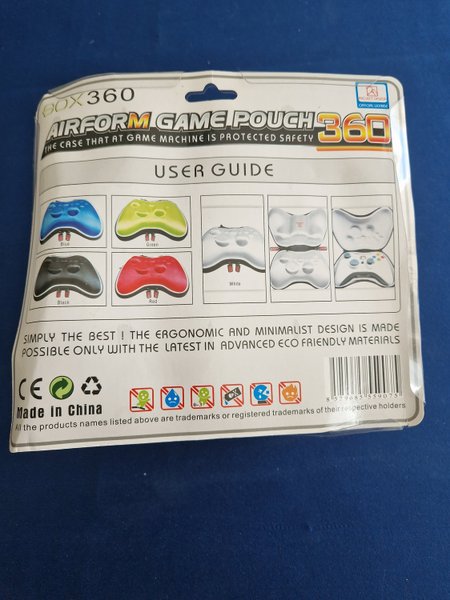 BOX360
AIRFORM GAME POUCH 360
THE CASE THAT AT GAME MACHINE IS PROTECTED SAFETY
USER GUIDE
Blue
Green
Black
Red
White
SIMPLY THE BEST ! THE ERGONOMIC AND MINIMALIST DESIGN IS MADE
POSSIBLE ONLY WITH THE LATEST IN ADVANCED ECO FRIENDLY MATERIALS
CE
Made in China
All the products names listed above are trademarks or registered trademarks of their respective holders